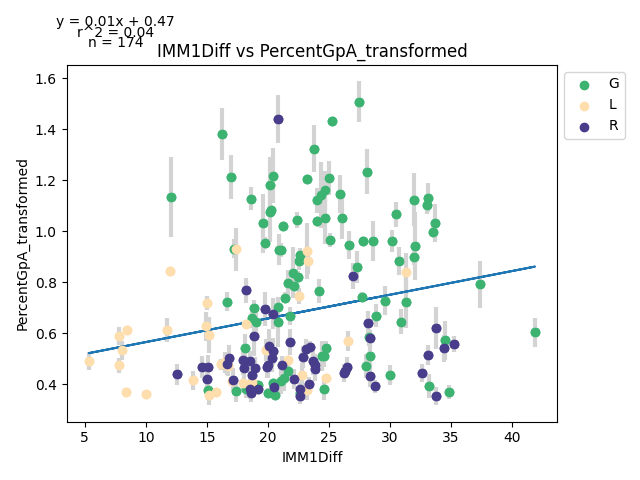 y = 0.01x + 0.47
r^2 = 0.04
n = 174
IMM1Diff vs PercentGpA_transformed
G
L
R
PercentGpA_transformed
1.6
1.4
1.2
1.0
0.8
0.6
0.4
5 10 15 20 25 30 35 40
IMM1Diff